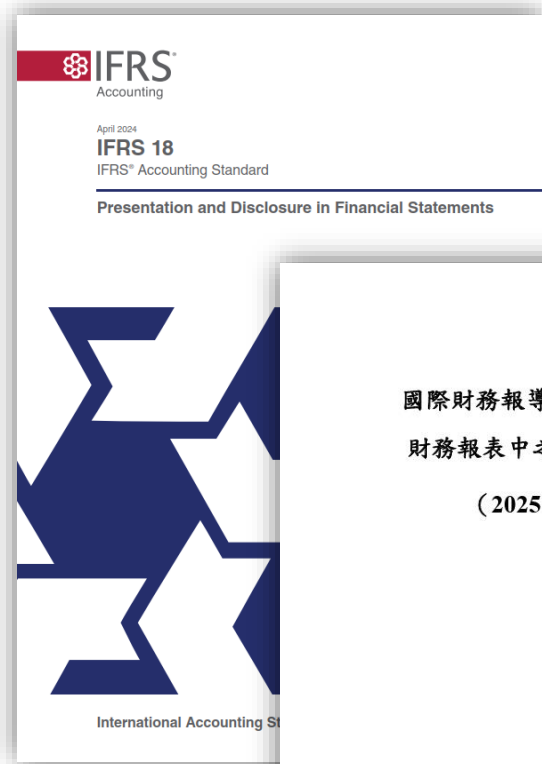 IFRS®
Accounting
April 2024
IFRS 18
IFRS® Accounting Standard
Presentation and Disclosure in Financial Statements
國際財務報導
財務報表中
（2025
International Accounting